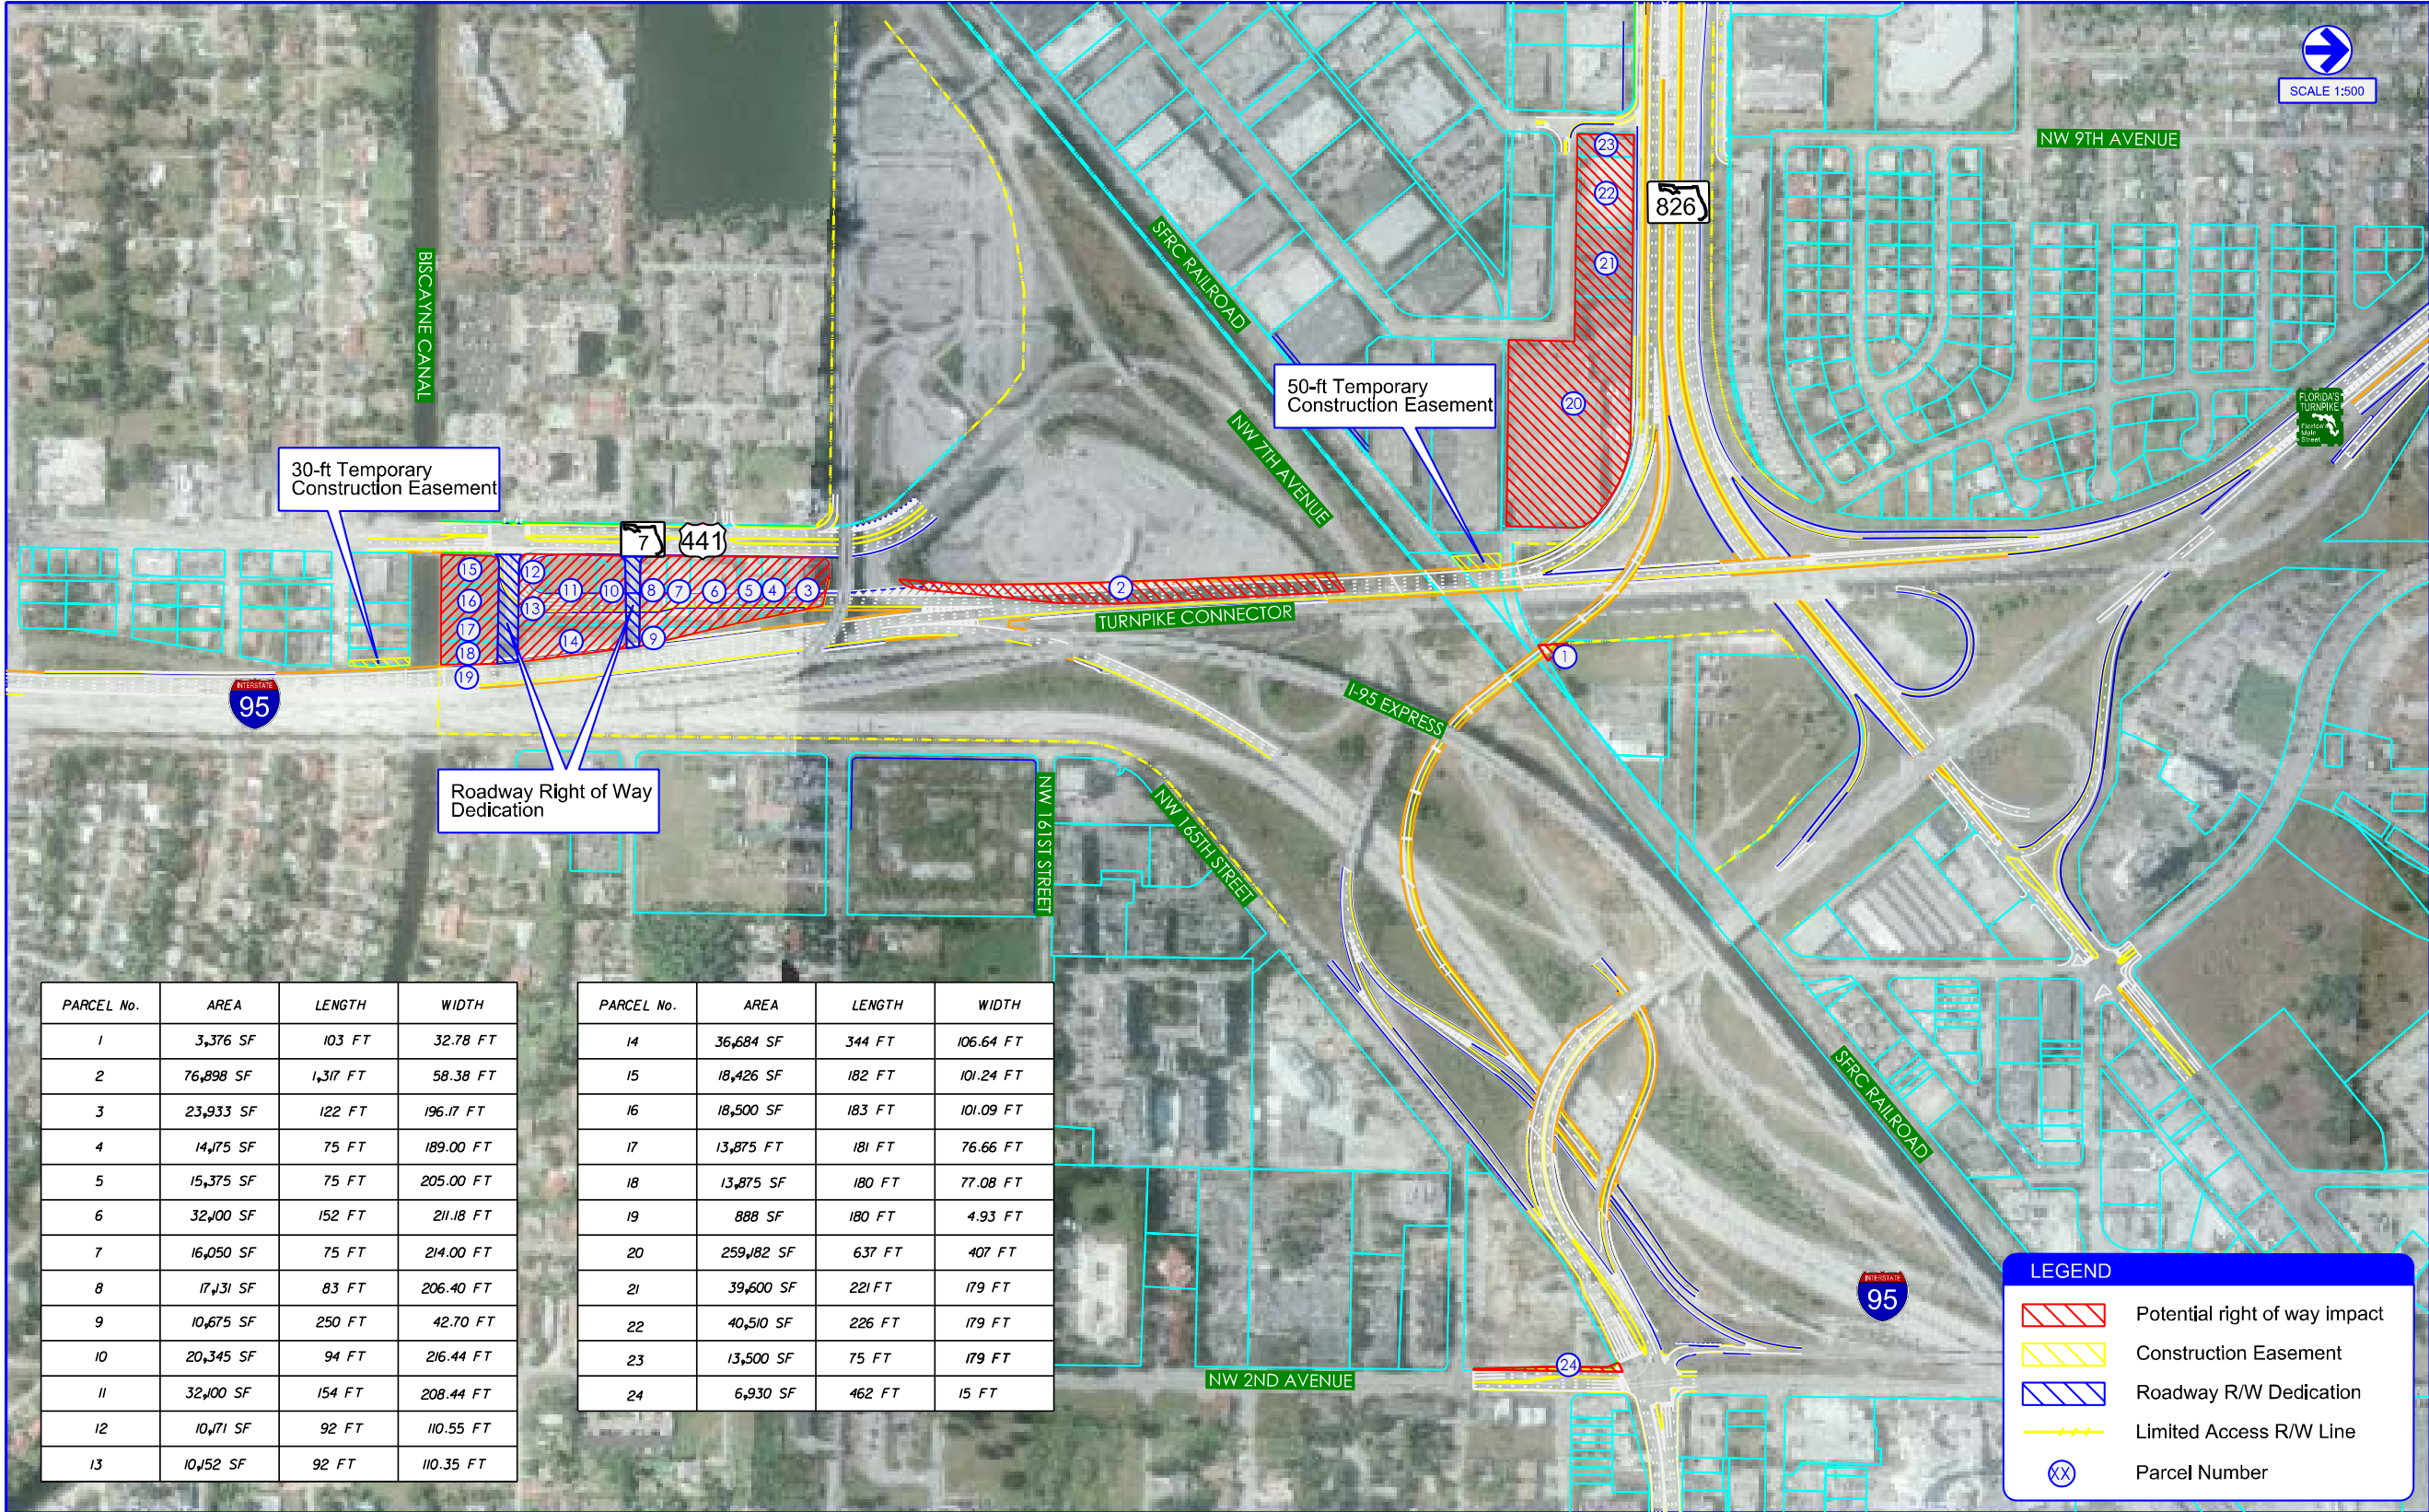 SCALE 1:500
NW 9TH AVENUE
826
SFRC RAILROAD
BISCAYNE CANAL
50-ft Temporary
Construction Easement
NW 7TH AVENUE
FLORIDA'S
TURNPIKE
Florida's
Main
Street
30-ft Temporary
Construction Easement
7
441
15
16
17
18
19
12
13
11
10
14
8
7
6
5
4
3
9
2
20
21
22
23
1
TURNPIKE CONNECTOR
INTERSTATE
95
I-95 EXPRESS
Roadway Right of Way
Dedication
NW 161ST STREET
NW 165TH STREET
SFRC RAILROAD
INTERSTATE
95
24
NW 2ND AVENUE
PARCEL No. AREA LENGTH WIDTH
1 3,376 SF 103 FT 32.78 FT
2 76,898 SF 1,317 FT 58.38 FT
3 23,933 SF 122 FT 196.17 FT
4 14,175 SF 75 FT 189.00 FT
5 15,375 SF 75 FT 205.00 FT
6 32,100 SF 152 FT 211.18 FT
7 16,050 SF 75 FT 214.00 FT
8 17,131 SF 83 FT 206.40 FT
9 10,675 SF 250 FT 42.70 FT
10 20,345 SF 94 FT 216.44 FT
11 32,100 SF 154 FT 208.44 FT
12 10,171 SF 92 FT 110.55 FT
13 10,152 SF 92 FT 110.35 FT
PARCEL No. AREA LENGTH WIDTH
14 36,684 SF 344 FT 106.64 FT
15 18,426 SF 182 FT 101.24 FT
16 18,500 SF 183 FT 101.09 FT
17 13,875 FT 181 FT 76.66 FT
18 13,875 SF 180 FT 77.08 FT
19 888 SF 180 FT 4.93 FT
20 259,182 SF 637 FT 407 FT
21 39,600 SF 221 FT 179 FT
22 40,510 SF 226 FT 179 FT
23 13,500 SF 75 FT 179 FT
24 6,930 SF 462 FT 15 FT
LEGEND
Potential right of way impact
Construction Easement
Roadway R/W Dedication
Limited Access R/W Line
XX Parcel Number